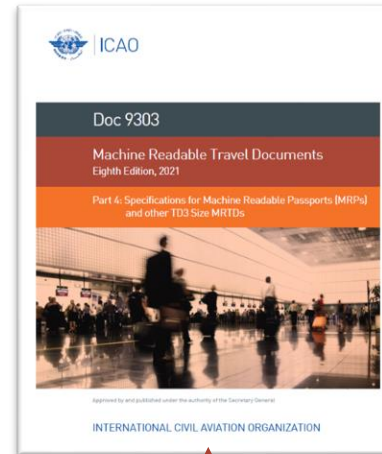 ICAO
Doc 9303
Machine Readable Travel Documents
Eighth Edition, 2021
Part 4: Specifications for Machine Readable Passports (MRPs)
and other TD3 Size MRTDs
Approved by and published under the authority of the Secretary General
INTERNATIONAL CIVIL AVIATION ORGANIZATION